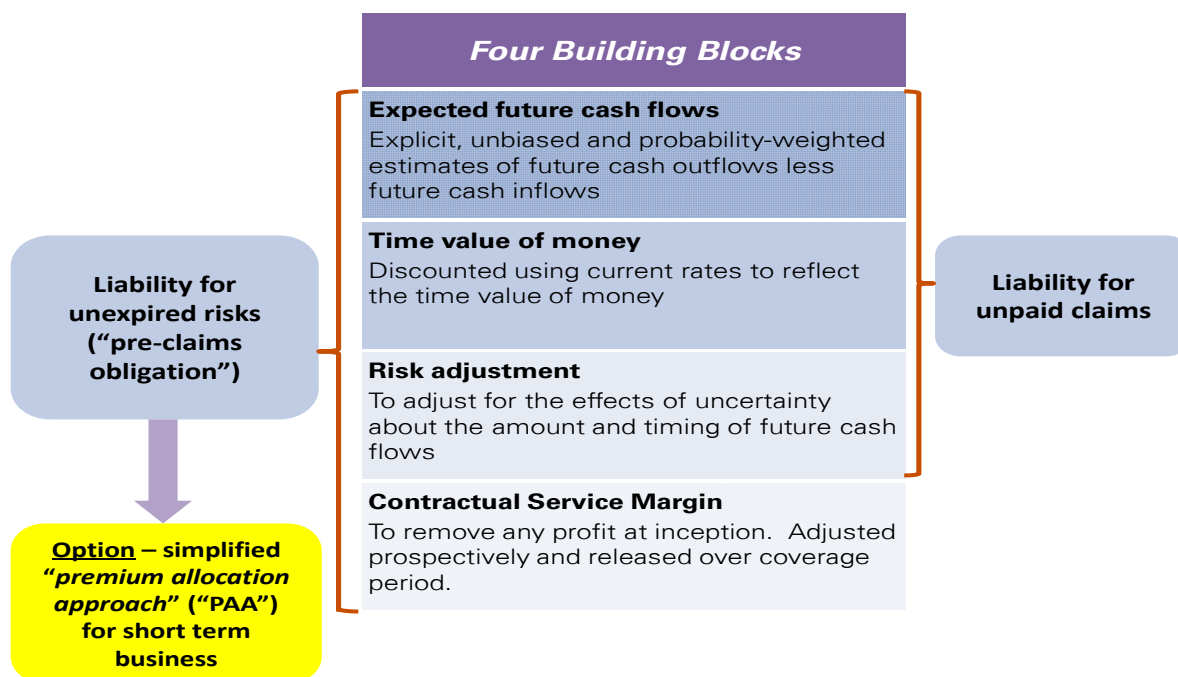 Four Building Blocks
Expected future cash flows
Explicit, unbiased and probability-weighted
estimates of future cash outflows less
future cash inflows
Time value of money
Discounted using current rates to reflect
the time value of money
Risk adjustment
To adjust for the effects of uncertainty
about the amount and timing of future cash
flows
Contractual Service Margin
To remove any profit at inception.  Adjusted
prospectively and released over coverage
period.
Liability for
unexpired risks
(“pre-claims
obligation”)
Option – simplified
“premium allocation
approach” (“PAA”)
for short term
business
Liability for
unpaid claims